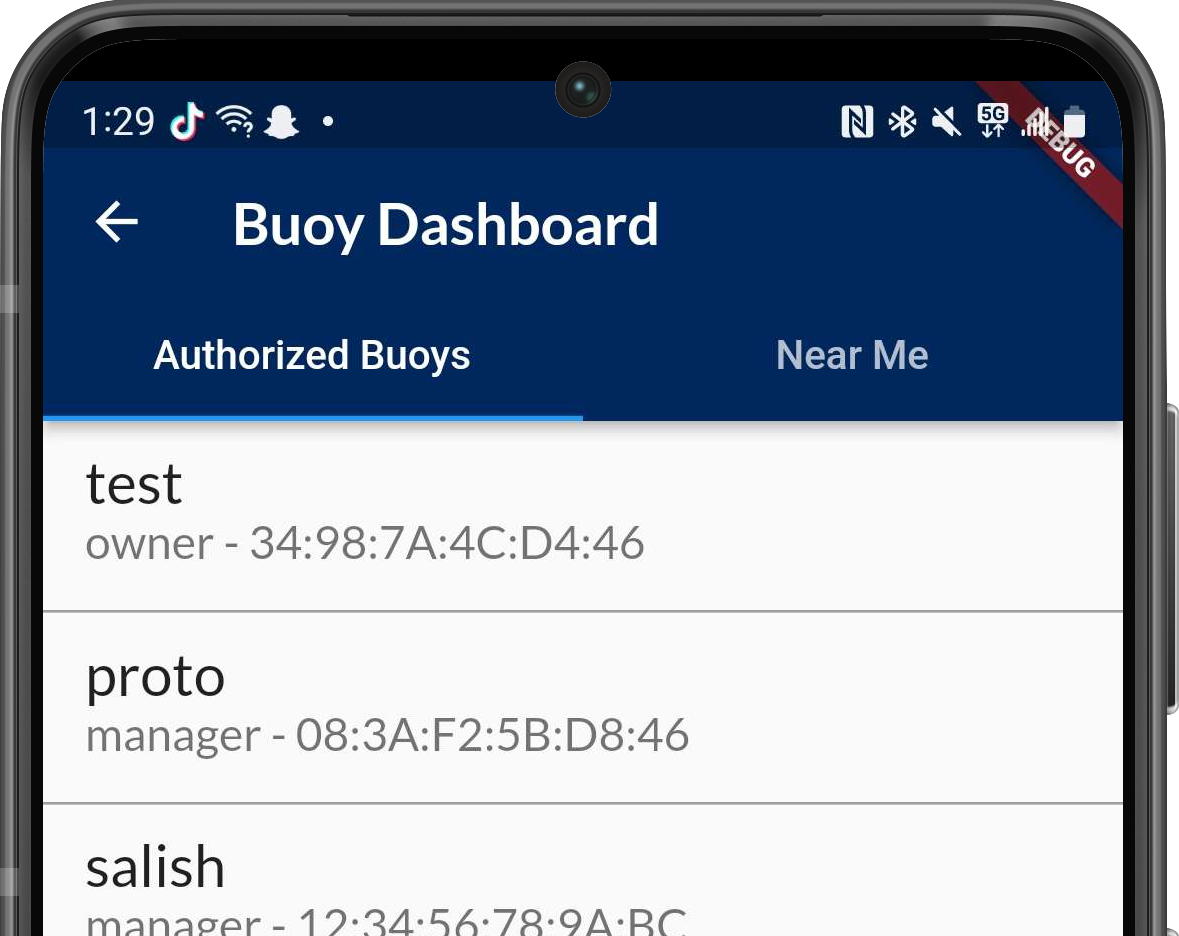 1:29
5G
DEBUG
Buoy Dashboard
Authorized Buoys
Near Me
test
owner - 34:98:7A:4C:D4:46
proto
manager - 08:3A:F2:5B:D8:46
salish
manager - 12:34:56:78:9A:BC